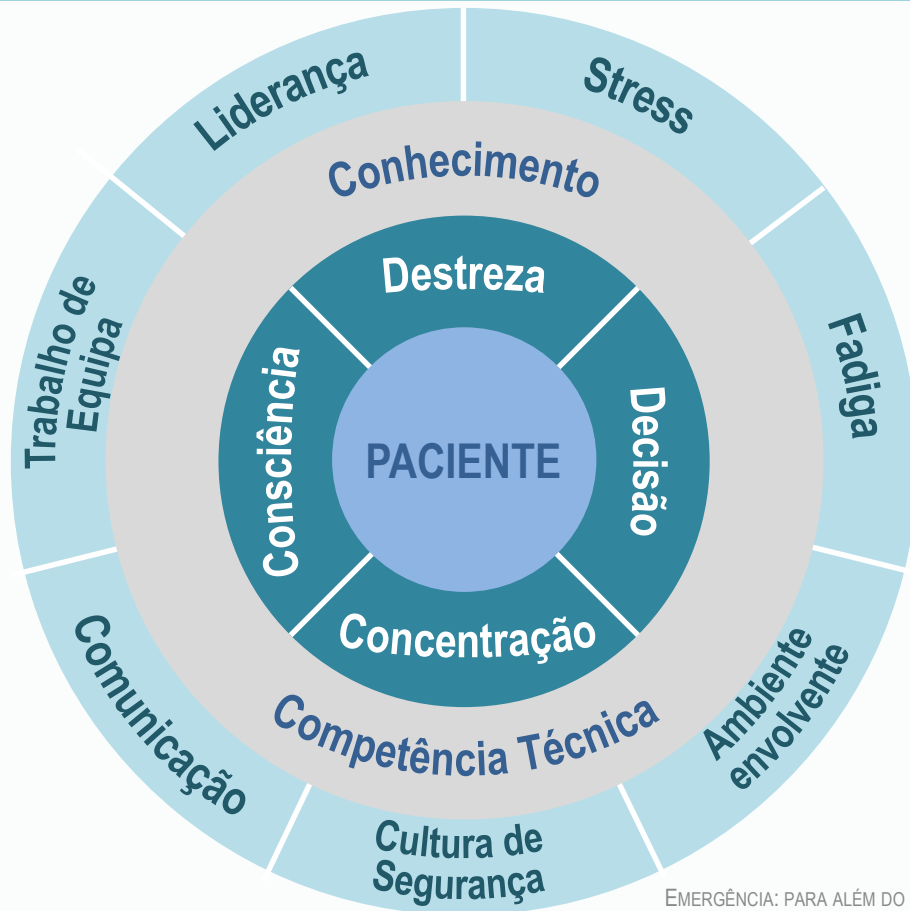 Liderança
Stress
Conhecimento
Destreza
Trabalho de
Equipa
Fadiga
Consciência
PACIENTE
Decisão
Concentração
Competência Técnica
Comunicação
Ambiente
envolvente
Cultura de
Segurança
EMERGÊNCIA: PARA ALÉM DO